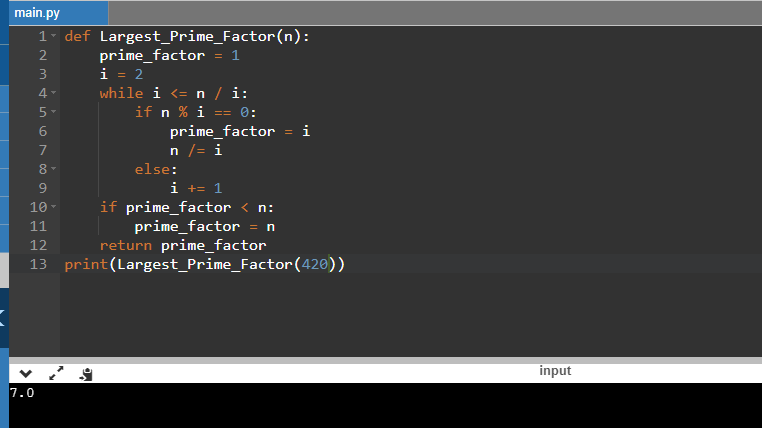 main.py
1 def Largest_Prime_Factor(n):
2     prime_factor = 1
3     i = 2
4     while i <= n / i:
5         if n % i == 0:
6             prime_factor = i
7             n /= i
8         else:
9             i += 1
10     if prime_factor < n:
11         prime_factor = n
12     return prime_factor
13 print(Largest_Prime_Factor(420))
input
7.0